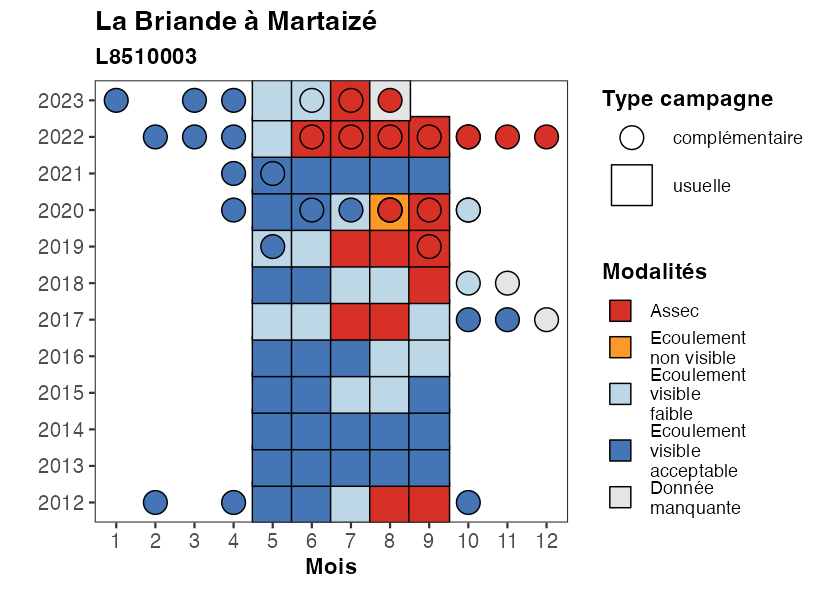 La Briande à Martaizé
L8510003
2023
2022
2021
2020
2019
2018
2017
2016
2015
2014
2013
2012
1 2 3 4 5 6 7 8 9 10 11 12
Mois
Type campagne
complémentaire
usuelle
Modalités
Assec
Ecoulement
non visible
Ecoulement
visible
faible
Ecoulement
visible
acceptable
Donnée
manquante